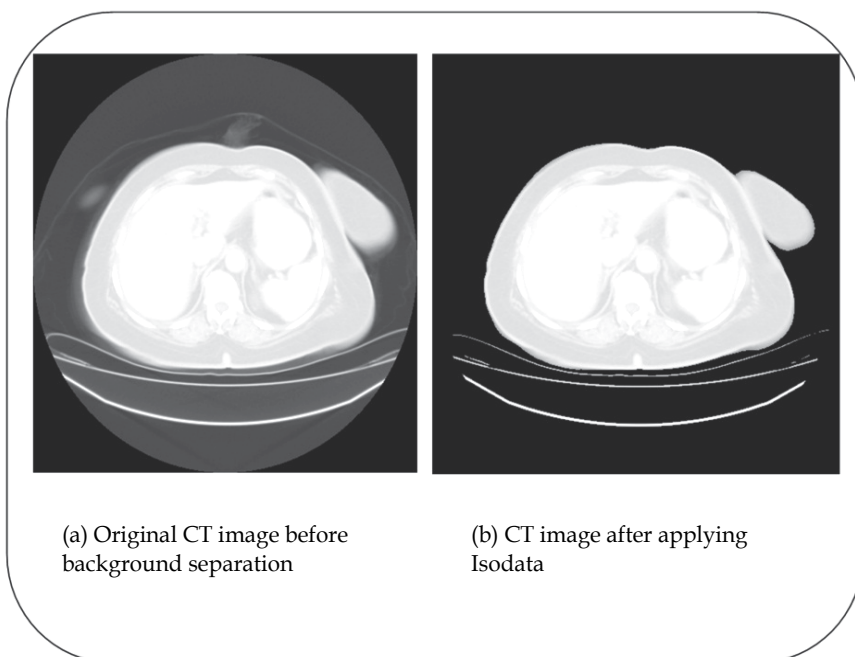 (a) Original CT image before
background separation
(b) CT image after applying
Isodata